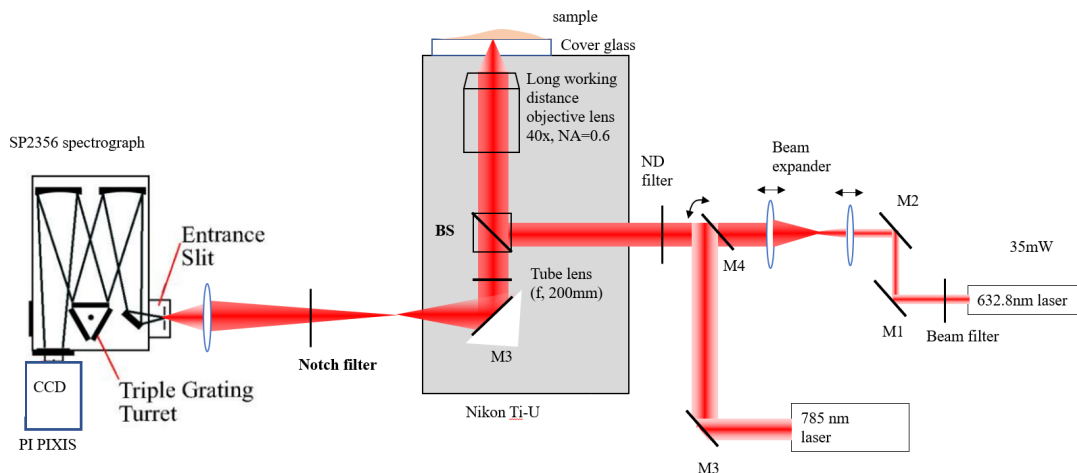 sample
Cover glass
Long working
distance
objective lens
40x, NA=0.6
SP2356 spectrograph
Entrance
Slit
BS
ND
filter
Beam
expander
M2
M4
35mW
632.8nm laser
M1
Beam filter
Tube lens
(f, 200mm)
M3
Notch filter
CCD
Triple Grating
Turret
PI PIXIS
Nikon Ti-U
785 nm
laser
M3